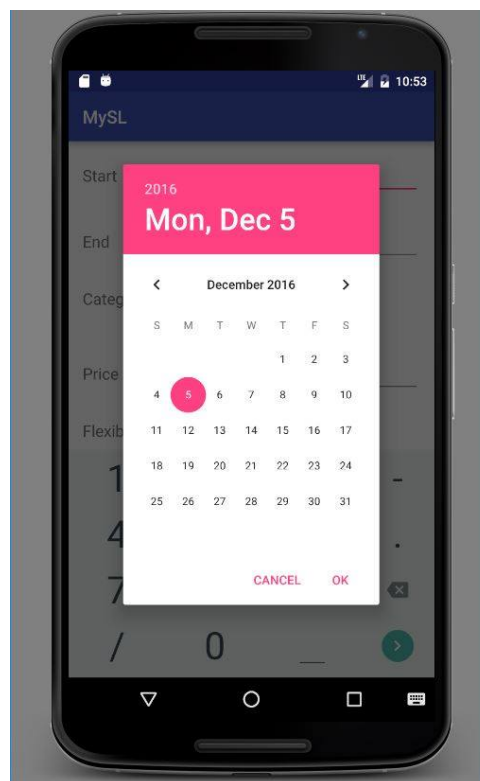 LTE 10:53
MySL
Start
2016
Mon, Dec 5
End
December 2016
Categ
S M T W T F S
1 2 3
Price
4 5 6 7 8 9 10
Flexib
11 12 13 14 15 16 17
18 19 20 21 22 23 24
1 -
25 26 27 28 29 30 31
4 .
CANCEL OK
7
/ 0 _